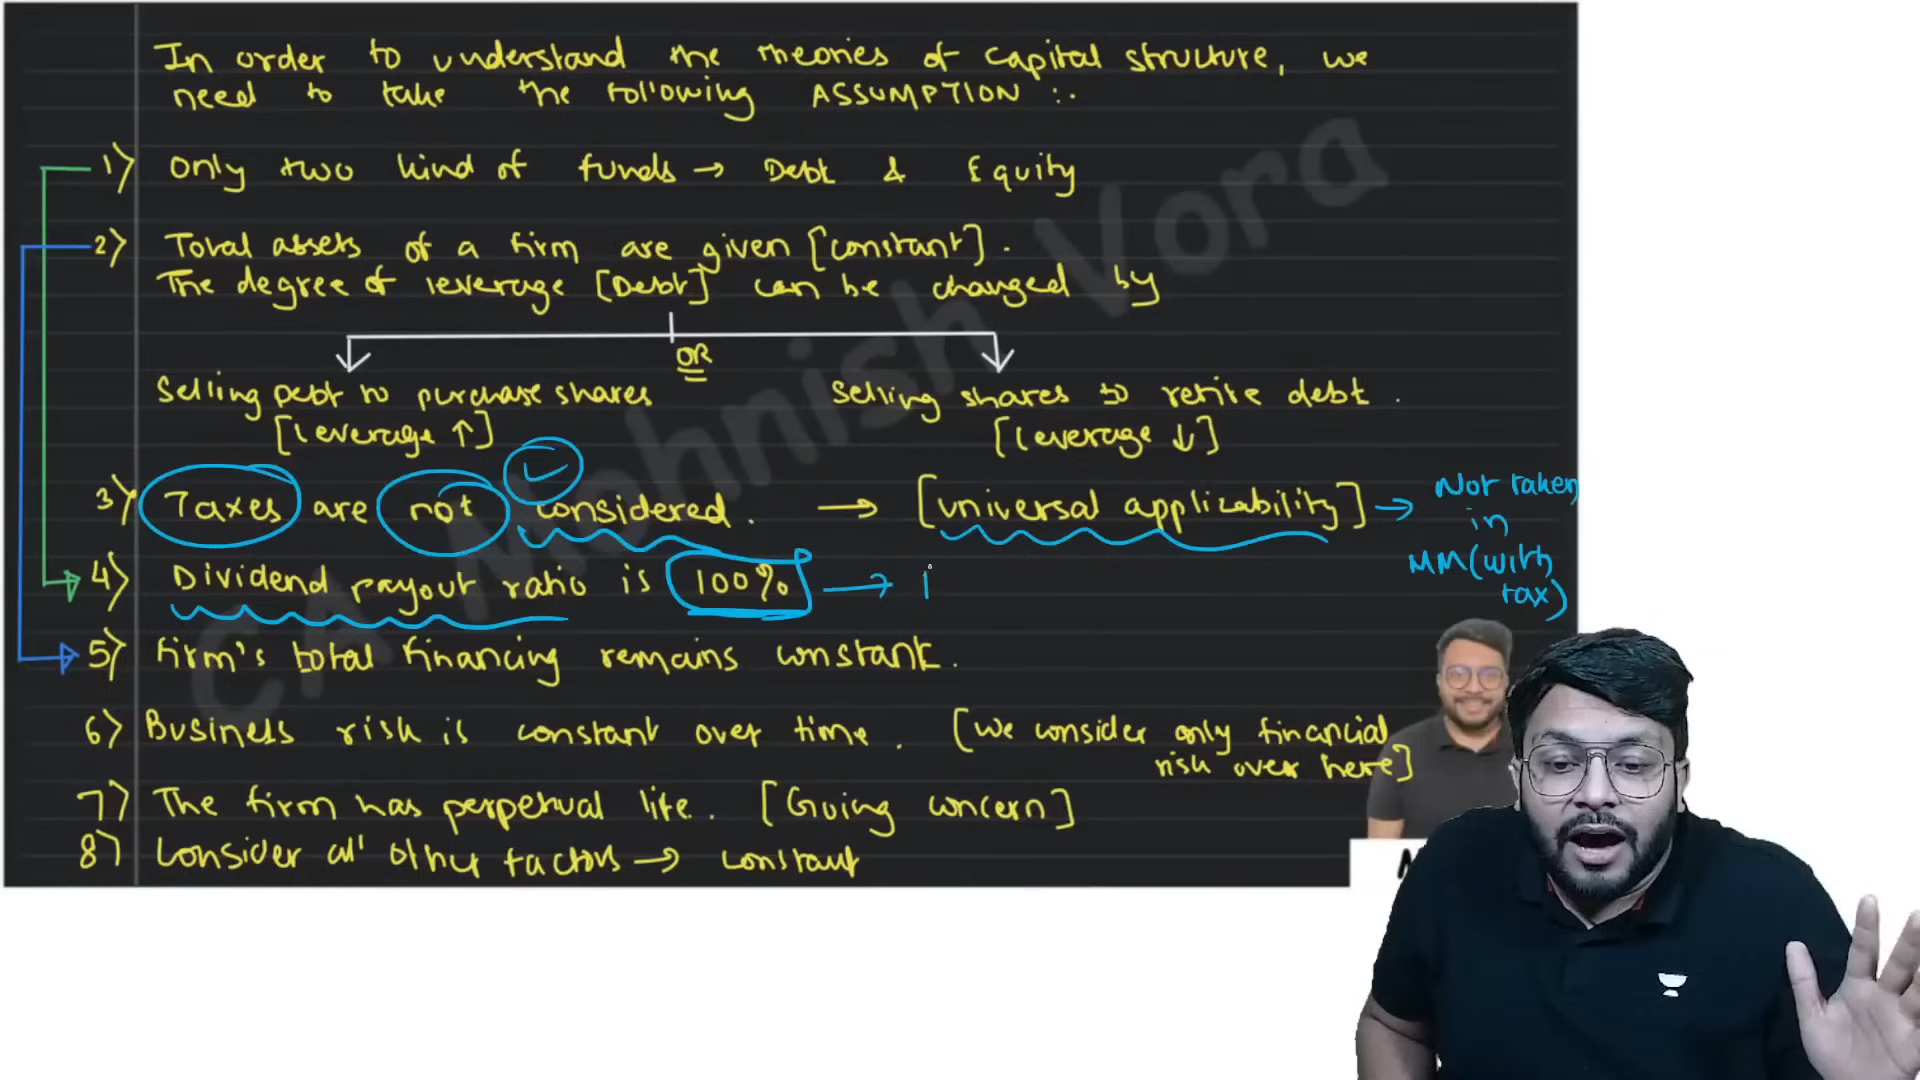 In order to understand the theories of capital structure, we
need to take the following ASSUMPTION :.
1) Only two kind of funds → Debt & Equity
2) Total assets of a firm are given [constant].
The degree of leverage [Debt] can be changed by
OR
Selling Debt to purchase shares
[leverage ↑]
Selling shares to retire debt.
[leverage ↓]
3) Taxes are not considered. → [universal applicability] → Not taken
in
MM (with
tax)
4) Dividend payout ratio is 100% →
5) Firm's total financing remains constant.
6) Business risk is constant over time. [we consider only financial
risk over here]
7) The firm has perpetual life. [Going concern]
8) Consider all other factors → constant
CA Mohnish Vora